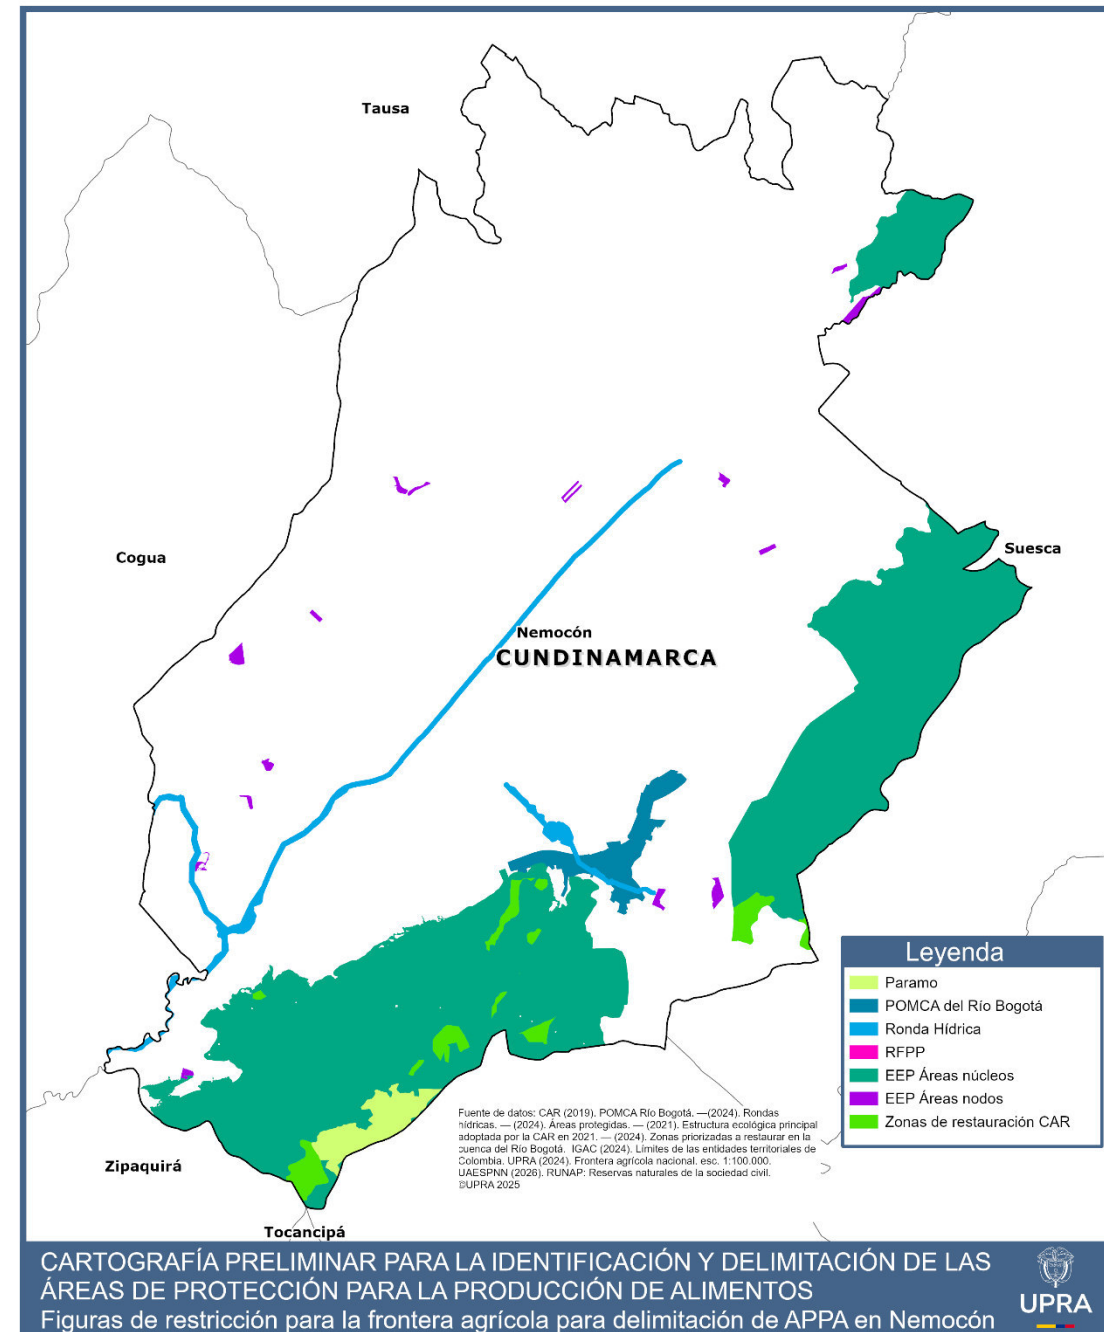 Tausa
Cogua
Suesca
Nemocón
CUNDINAMARCA
Leyenda
Paramo
POMCA del Río Bogotá
Ronda Hídrica
RFPP
EEP Áreas núcleos
EEP Áreas nodos
Zonas de restauración CAR
Fuente de datos: CAR (2019). POMCA Río Bogotá. —(2024). Rondas
hídricas. — (2024). Áreas protegidas. — (2021). Estructura ecológica principal
adoptada por la CAR en 2021. — (2024). Zonas priorizadas a restaurar en la
cuenca del Río Bogotá. IGAC (2024). Límites de las entidades territoriales de
Colombia. UPRA (2024). Frontera agrícola nacional. esc. 1:100.000.
UAESPNN (2026). RUNAP: Reservas naturales de la sociedad civil.
©UPRA 2025
Zipaquirá
Tocancipá
CARTOGRAFÍA PRELIMINAR PARA LA IDENTIFICACIÓN Y DELIMITACIÓN DE LAS
ÁREAS DE PROTECCIÓN PARA LA PRODUCCIÓN DE ALIMENTOS
Figuras de restricción para la frontera agrícola para delimitación de APPA en Nemocón
UPRA